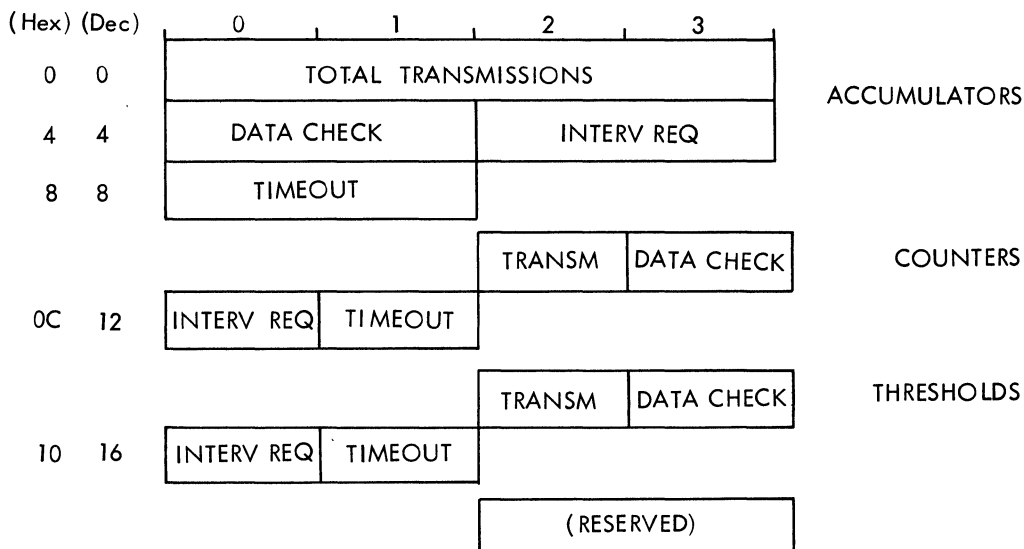 (Hex) (Dec) 0 1 2 3
0 0 TOTAL TRANSMISSIONS
ACCUMULATORS
4 4 DATA CHECK INTERV REQ
8 8 TIMEOUT
TRANSM DATA CHECK COUNTERS
0C 12 INTERV REQ TIMEOUT
TRANSM DATA CHECK THRESHOLDS
10 16 INTERV REQ TIMEOUT
(RESERVED)